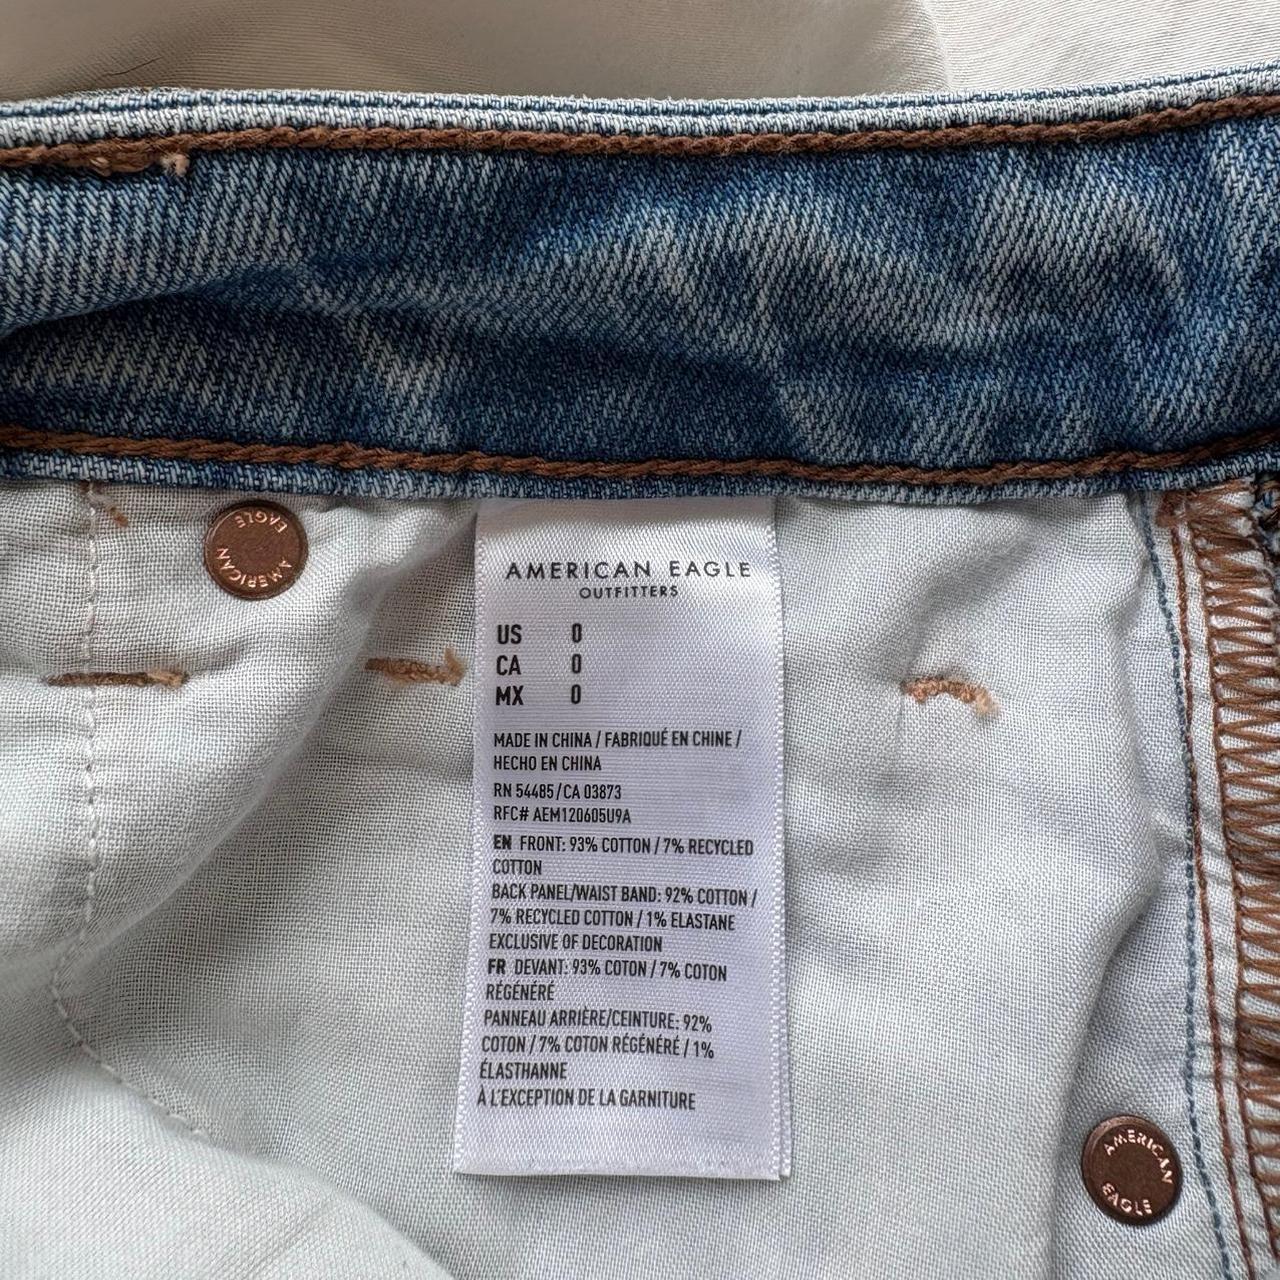 AMERICAN EAGLE
AMERICAN EAGLE
OUTFITTERS
US 0
CA 0
MX 0
MADE IN CHINA / FABRIQUÉ EN CHINE /
HECHO EN CHINA
RN 54485 / CA 03873
RFC# AEM120605U9A
EN FRONT: 93% COTTON / 7% RECYCLED
COTTON
BACK PANEL/WAIST BAND: 92% COTTON /
7% RECYCLED COTTON / 1% ELASTANE
EXCLUSIVE OF DECORATION
FR DEVANT: 93% COTON / 7% COTON
RÉGÉNÉRÉ
PANNEAU ARRIÈRE/CEINTURE: 92%
COTON / 7% COTON RÉGÉNÉRÉ / 1%
ÉLASTHANNE
À L'EXCEPTION DE LA GARNITURE
AMERICAN
EAGLE